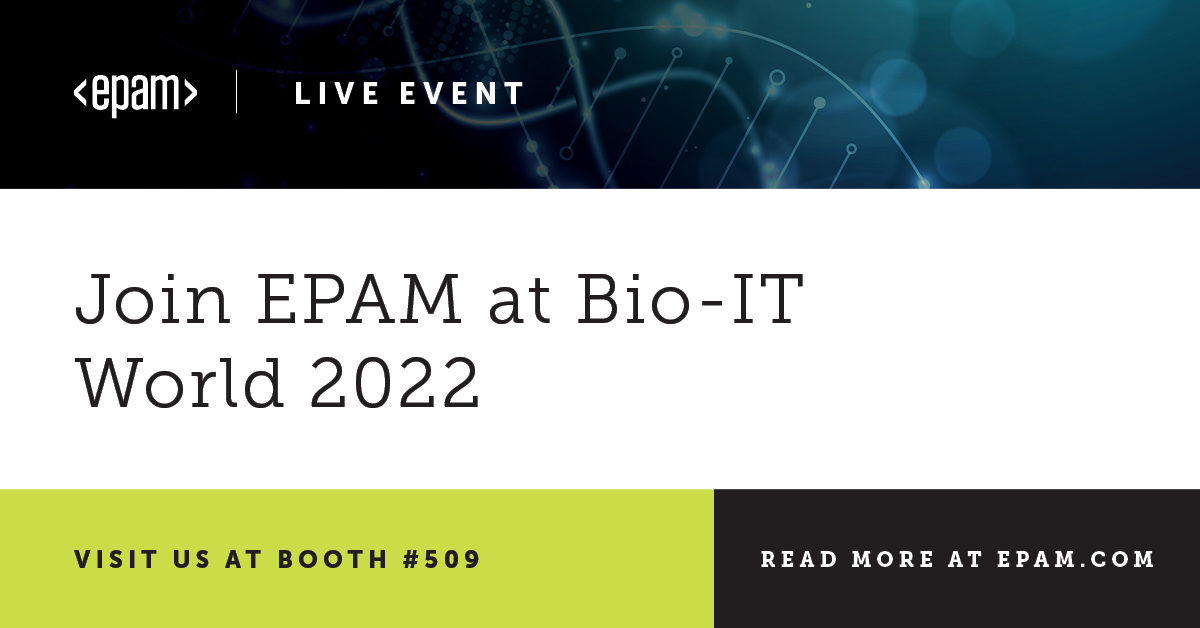 <epam>
LIVE EVENT
Join EPAM at Bio-IT
World 2022
VISIT US AT BOOTH #509
READ MORE AT EPAM.COM